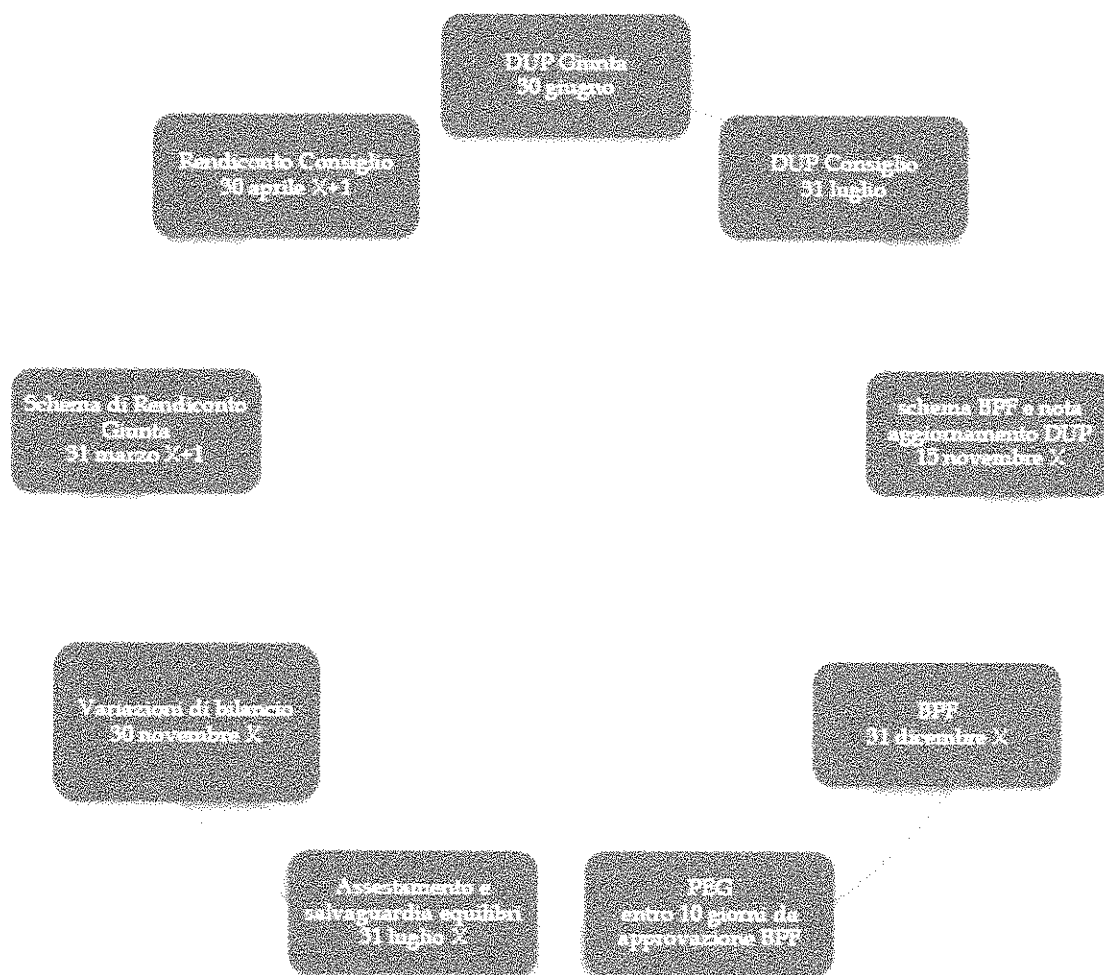 DUP Giunta
30 giugno
DUP Consiglio
31 luglio
schema BPF e nota
aggiornamento DUP
15 novembre X
BPF
31 dicembre X
PEG
entro 10 giorni da
approvazione BPF
Assestamento e
salvaguardia equilibri
31 luglio X
Variazioni di bilancio
30 novembre X
Schema di Rendiconto
Giunta
31 marzo X+1
Rendiconto Consiglio
30 aprile X+1